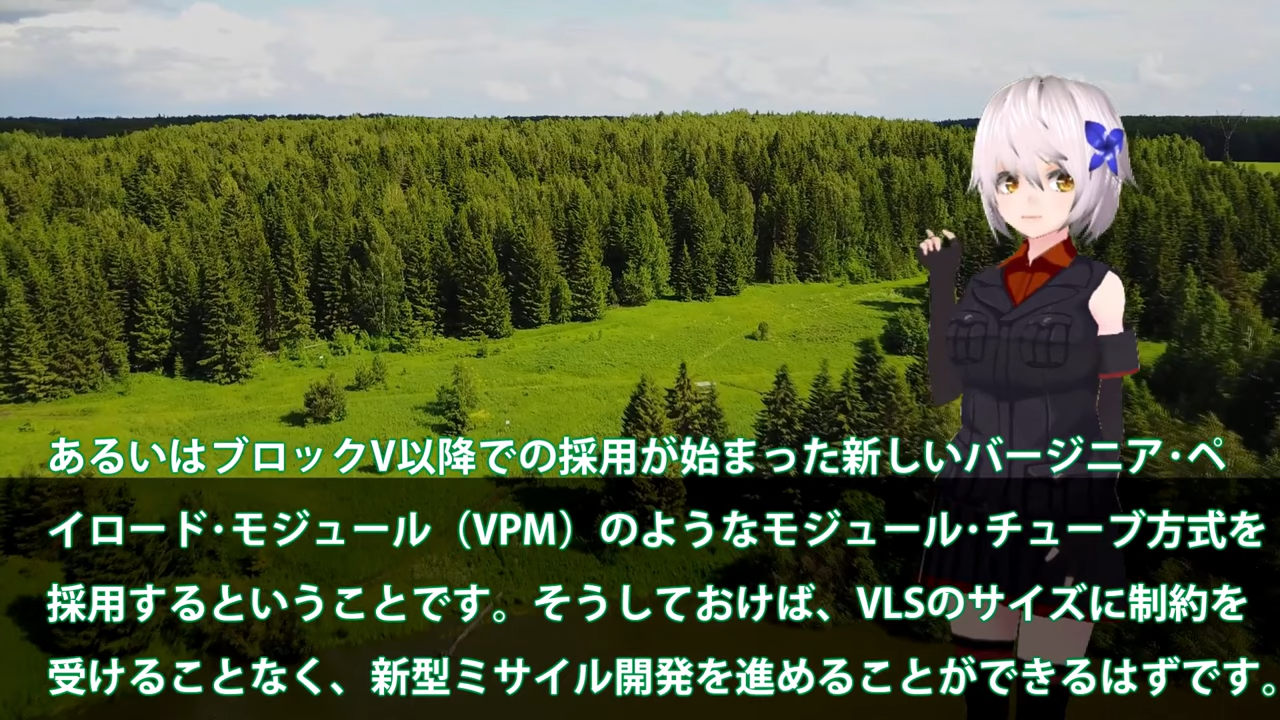 あるいはブロックV以降での採用が始まった新しいバージニア･ペ
イロード･モジュール（VPM）のようなモジュール･チューブ方式を
採用するということです。そうしておけば、VLSのサイズに制約を
受けることなく、新型ミサイル開発を進めることができるはずです。